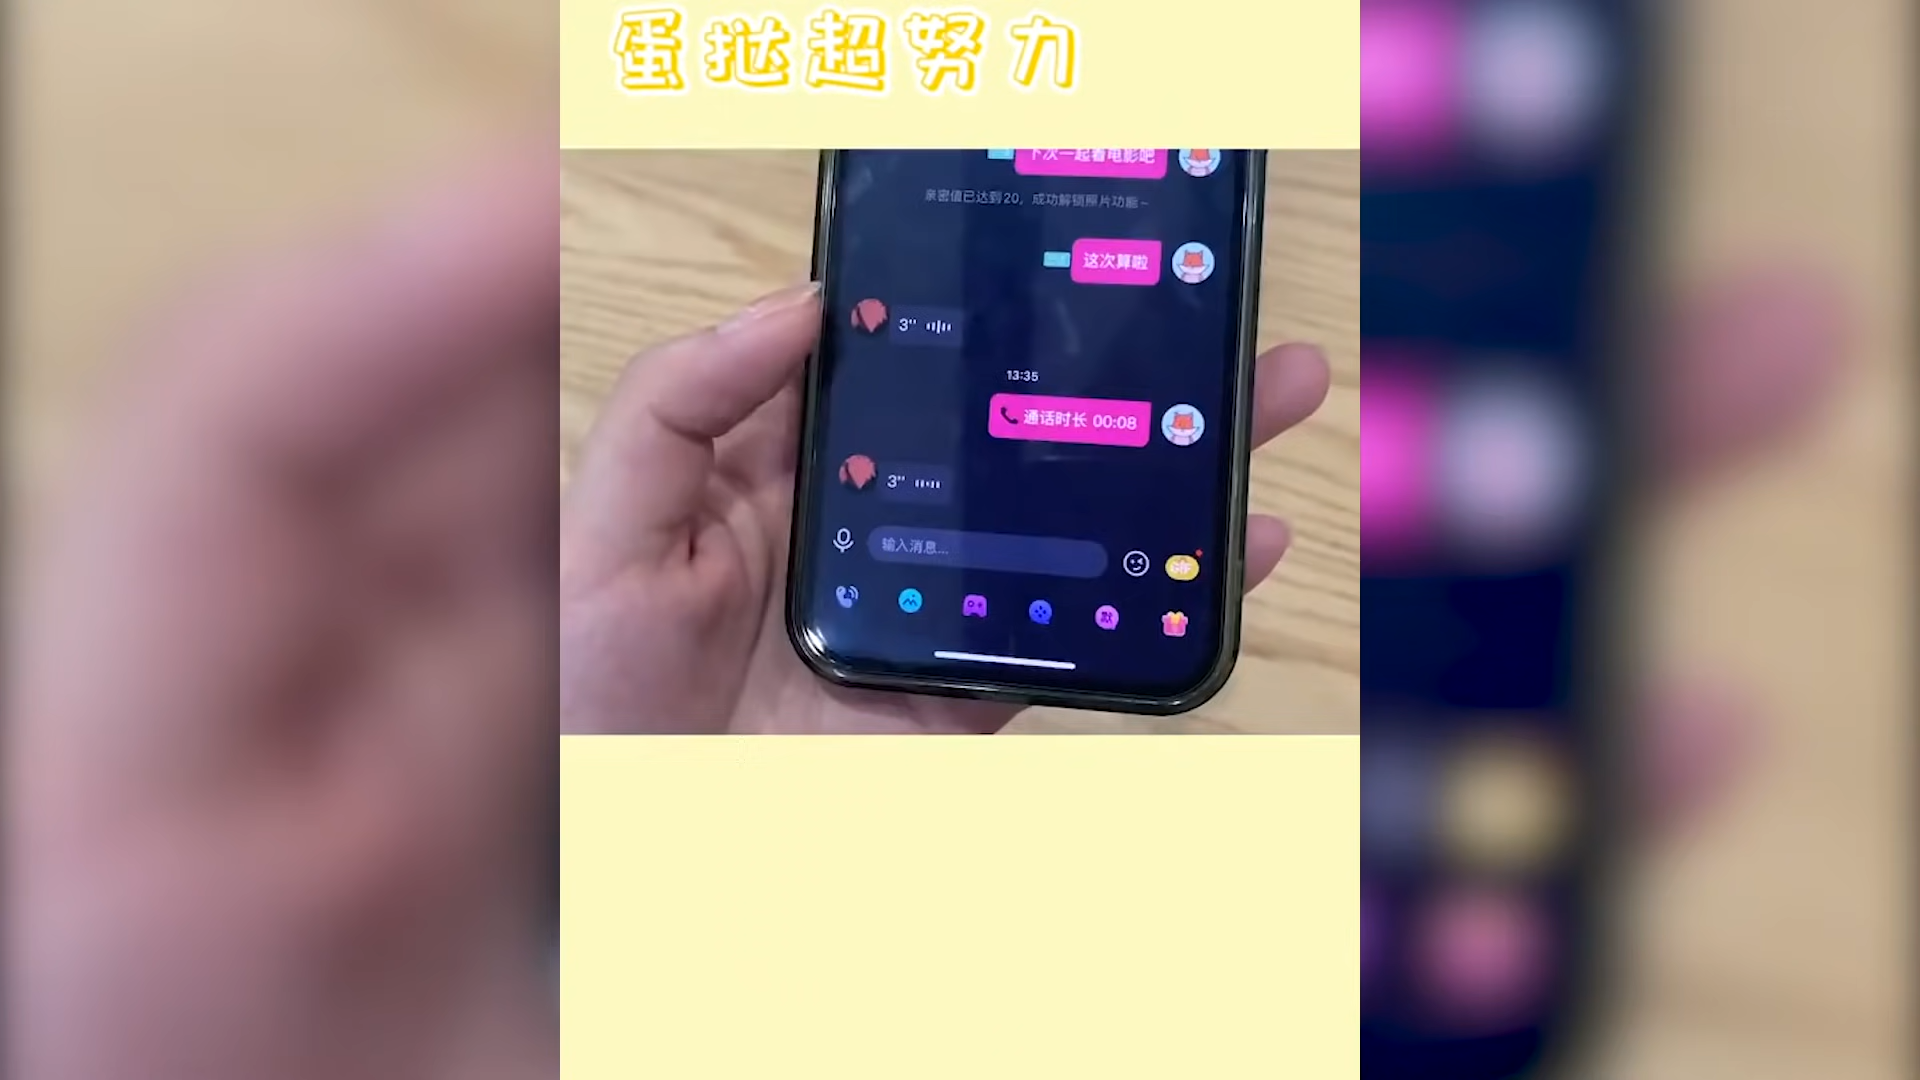 蛋挞超努力
下次一起看电影吧
亲密值已达到20，成功解锁照片功能~
这次算啦
3"
13:35
通话时长 00:08
3"
输入消息...
GIF
默